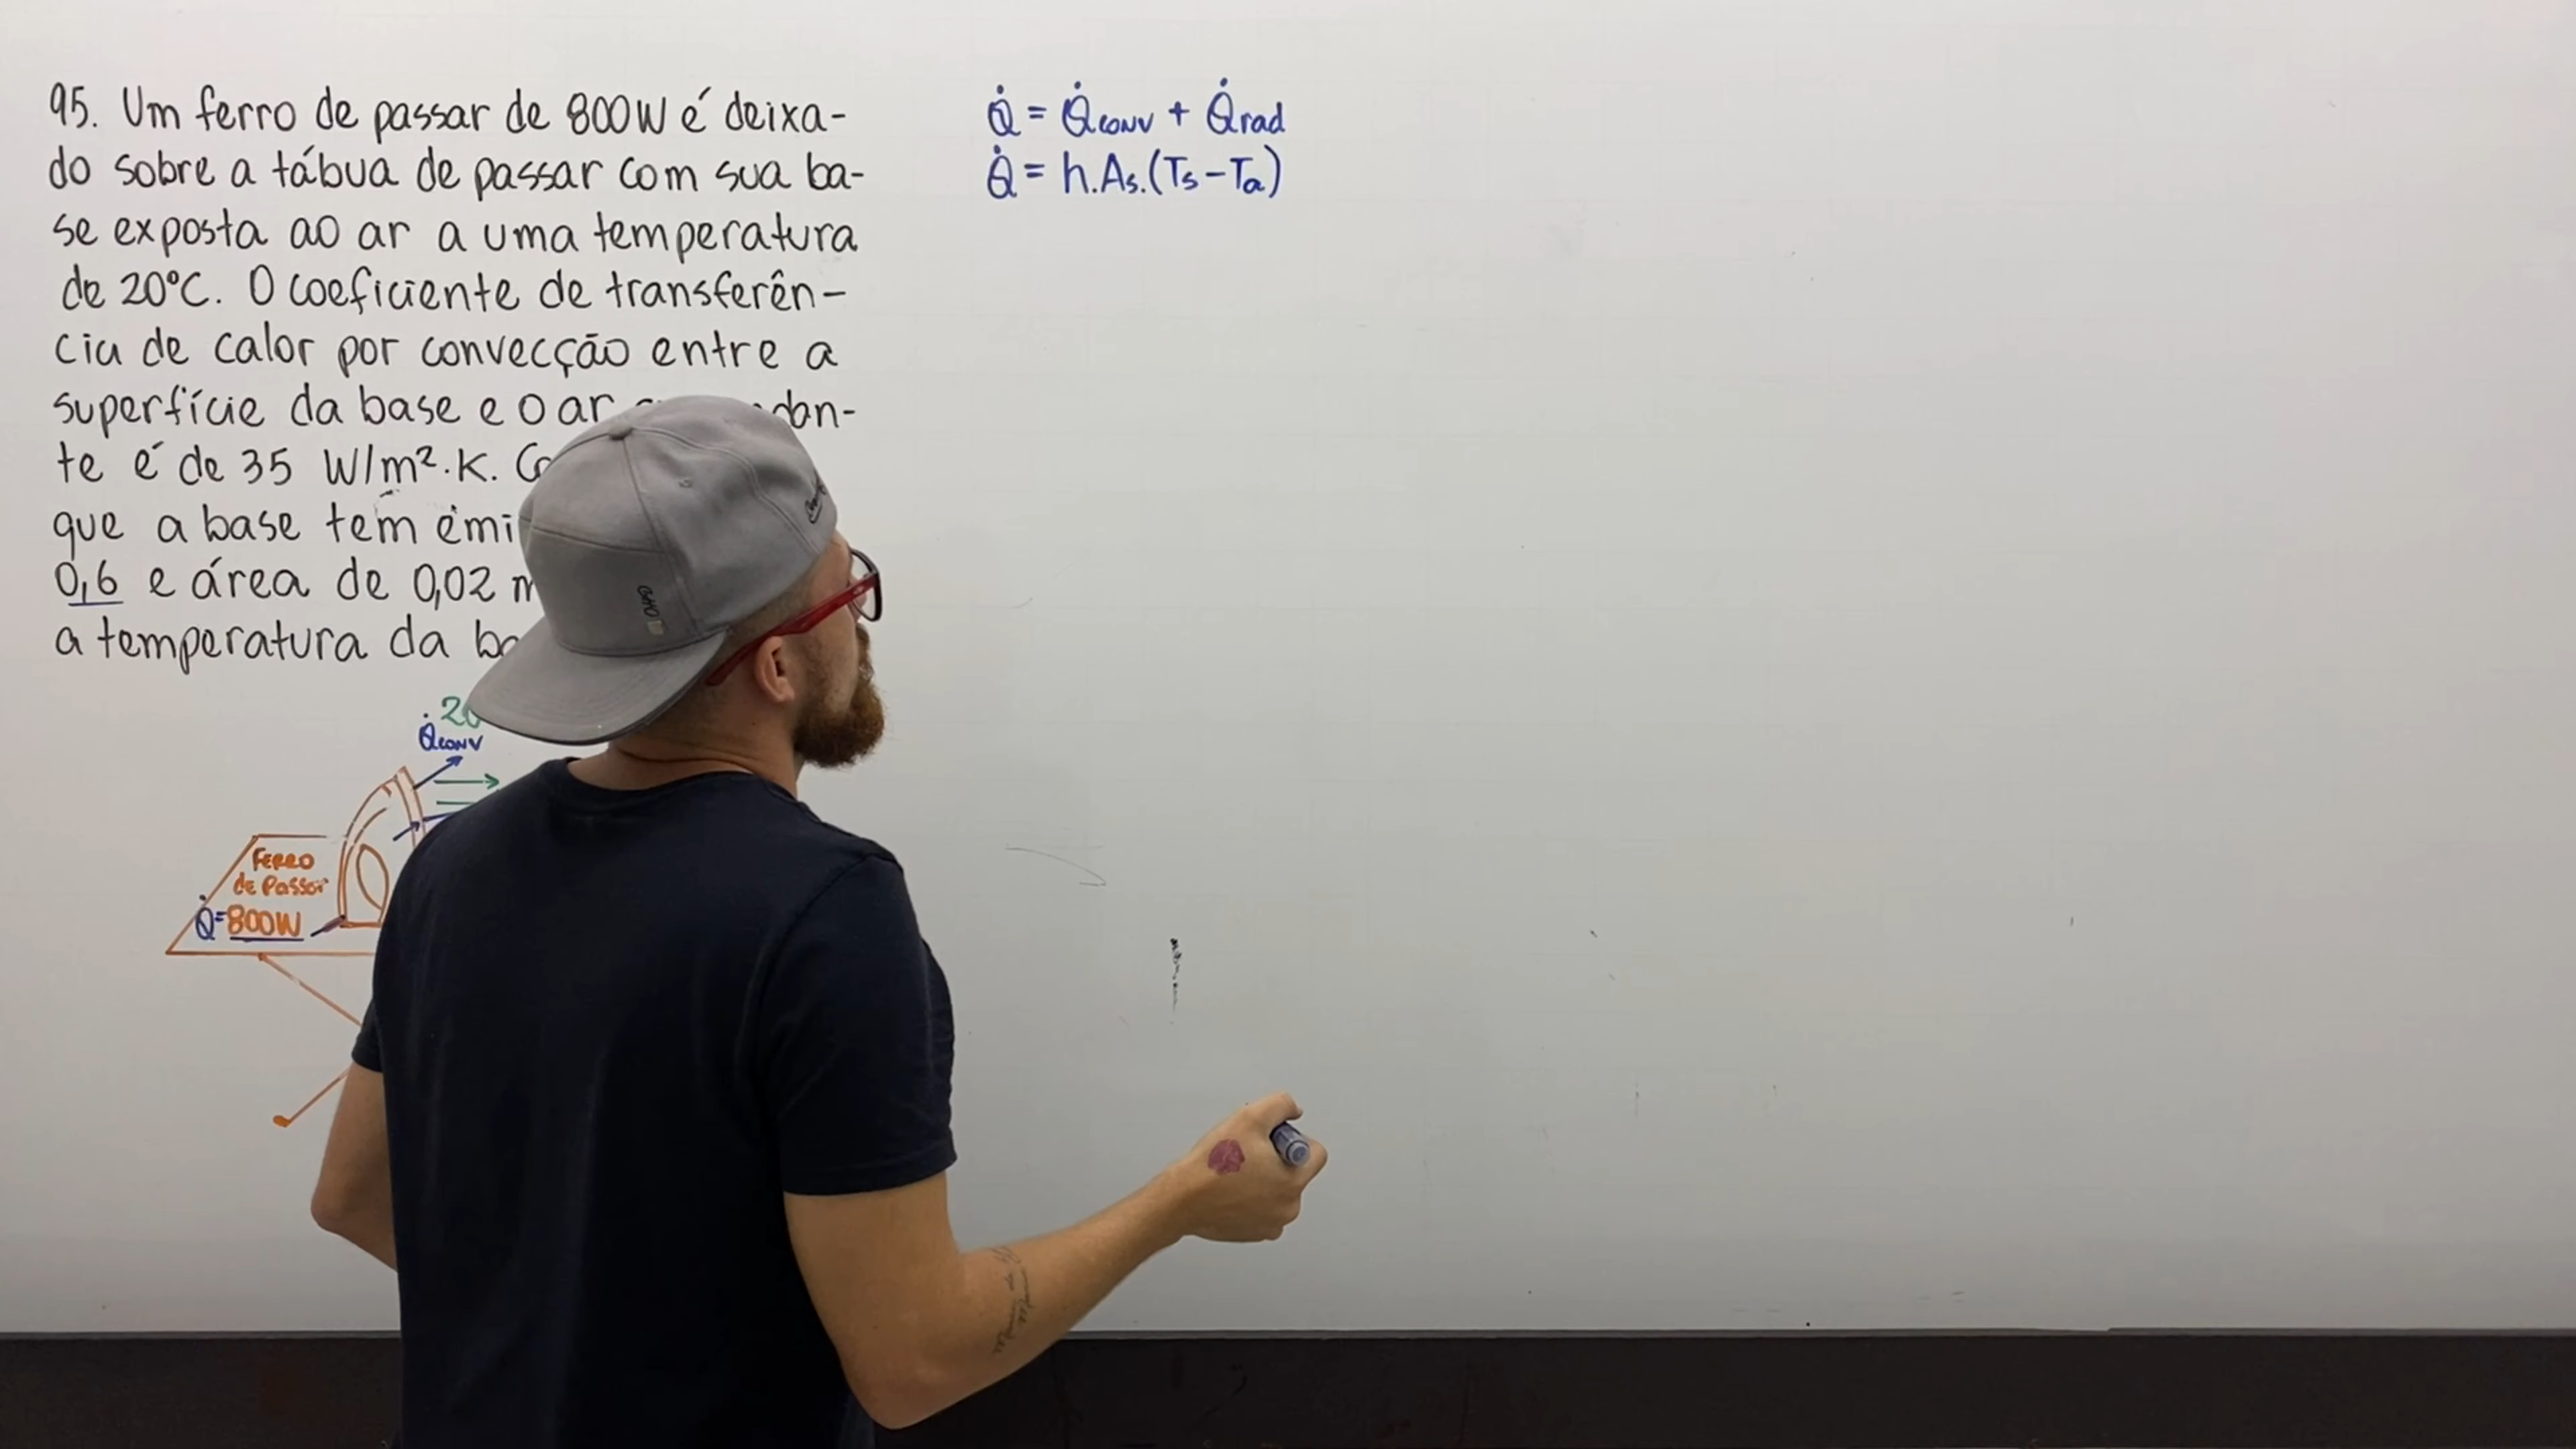 95. Um ferro de passar de 800W é deixa-
do sobre a tábua de passar com sua ba-
se exposta ao ar a uma temperatura
de 20°C. O coeficiente de transferên-
cia de calor por convecção entre a
superfície da base e o ar
te é de 35 W/m².K.
que a base tem
0,6 e área de 0,02
a temperatura da
Q̇ = Q̇conv + Q̇rad
Q̇ = h.As.(Ts-Ta)
Q̇conv
FERRO
de Passar
Q̇=800W